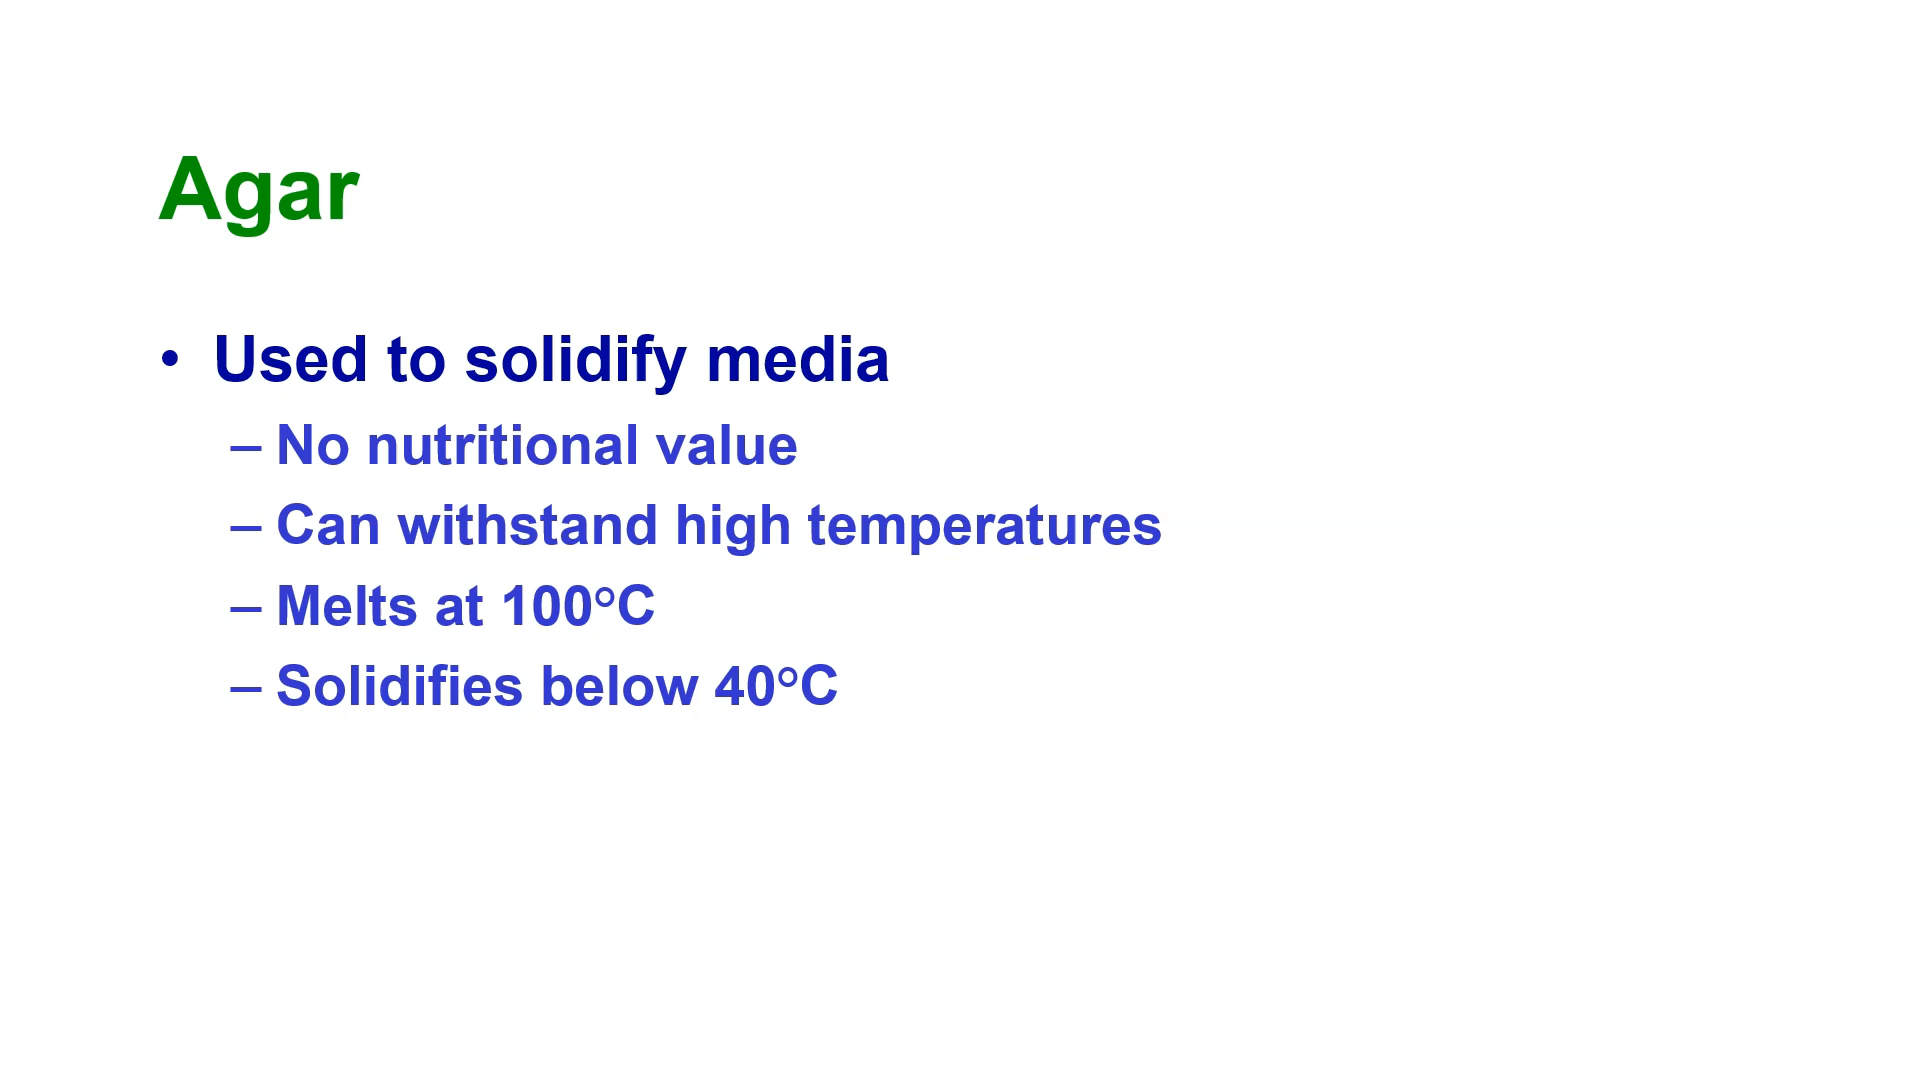 Agar
• Used to solidify media
– No nutritional value
– Can withstand high temperatures
– Melts at 100°C
– Solidifies below 40°C